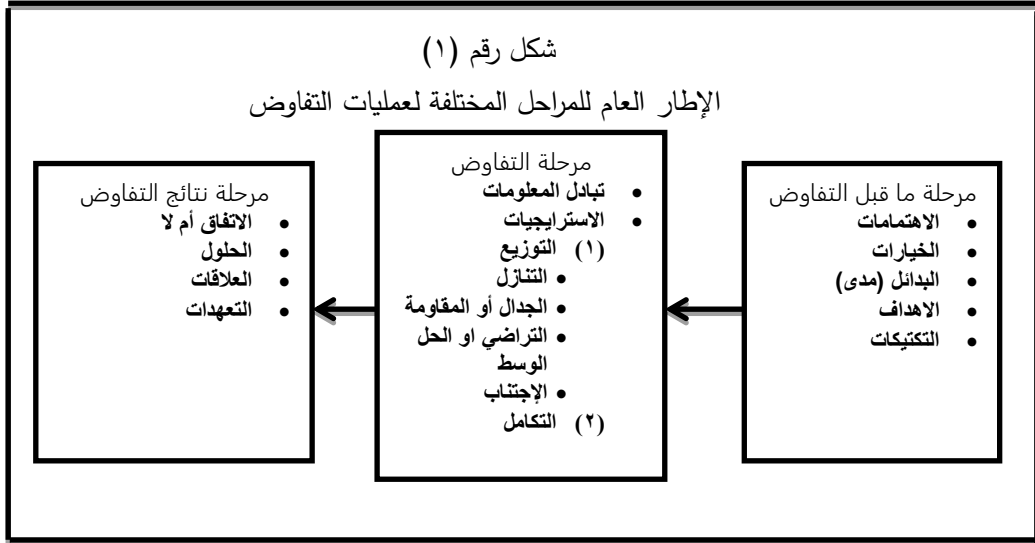 شكل رقم (١)
الإطار العام للمراحل المختلفة لعمليات التفاوض
مرحلة ما قبل التفاوض
• الاهتمامات
• الخيارات
• البدائل (مدى)
• الاهداف
• التكتيكات
مرحلة التفاوض
• تبادل المعلومات
• الاسترايجيات
(١) التوزيع
• التنازل
• الجدال أو المقاومة
• التراضي او الحل
الوسط
• الإجتناب
(٢) التكامل
مرحلة نتائج التفاوض
• الاتفاق أم لا
• الحلول
• العلاقات
• التعهدات